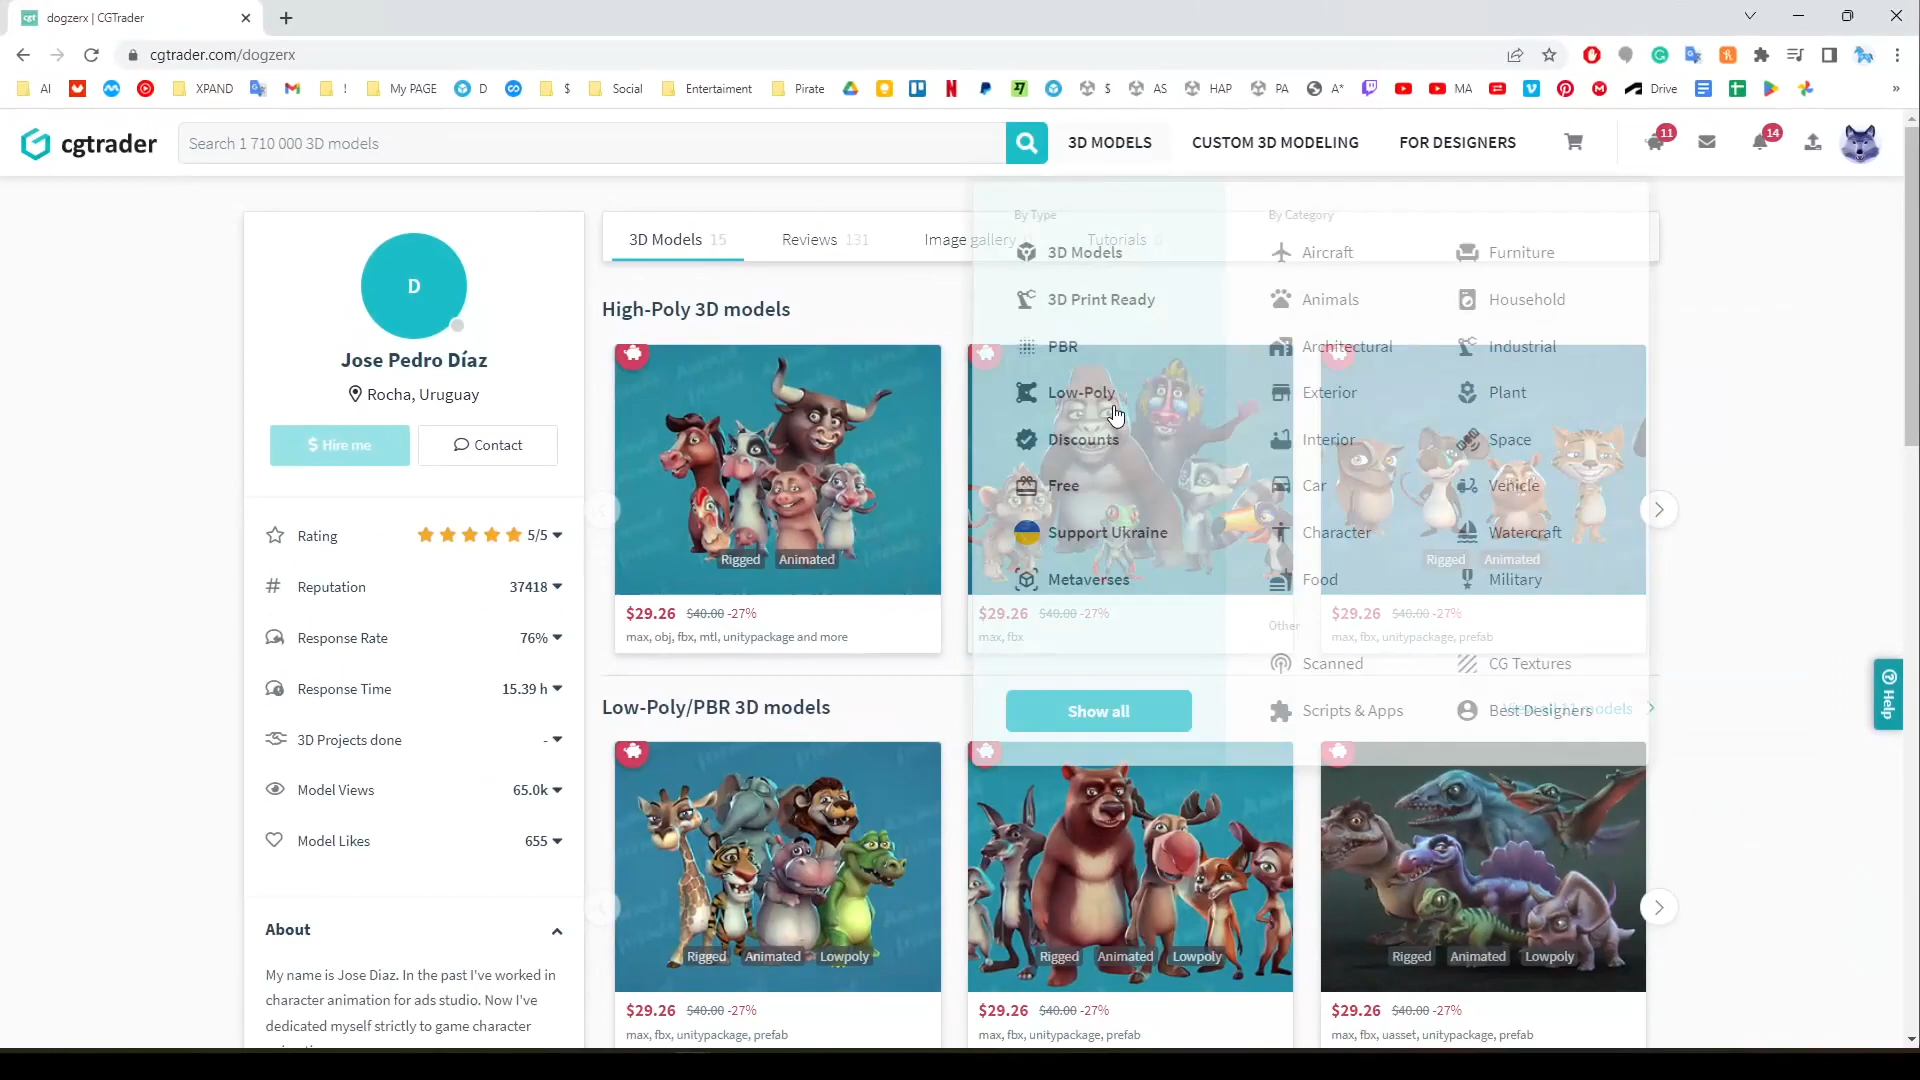 cgt dogzerx | CGTrader
cgtrader.com/dogzerx
AI XPAND ! My PAGE D $ Social Entertaiment Pirate $ AS HAP PA A* MA Drive »
cgtrader
Search 1 710 000 3D models
3D MODELS
CUSTOM 3D MODELING
FOR DESIGNERS
11
14
D
Jose Pedro Díaz
Rocha, Uruguay
$ Hire me
Contact
Rating 5/5
Reputation 37418
Response Rate 76%
Response Time 15.39 h
3D Projects done -
Model Views 65.0k
Model Likes 655
About
My name is Jose Diaz. In the past I've worked in
character animation for ads studio. Now I've
dedicated myself strictly to game character
3D Models 15
Reviews 131
Image gallery
Tutorials
High-Poly 3D models
Rigged Animated
$29.26 $40.00 -27%
max, obj, fbx, mtl, unitypackage and more
$29.26 $40.00 -27%
max, fbx
Rigged Animated
$29.26 $40.00 -27%
max, fbx, unitypackage, prefab
Low-Poly/PBR 3D models
View all 11 models
Rigged Animated Lowpoly
$29.26 $40.00 -27%
max, fbx, unitypackage, prefab
Rigged Animated Lowpoly
$29.26 $40.00 -27%
max, fbx, unitypackage, prefab
Rigged Animated Lowpoly
$29.26 $40.00 -27%
max, fbx, uasset, unitypackage, prefab
By Type
3D Models
3D Print Ready
PBR
Low-Poly
Discounts
Free
Support Ukraine
Metaverses
Show all
By Category
Aircraft
Animals
Architectural
Exterior
Interior
Car
Character
Food
Furniture
Household
Industrial
Plant
Space
Vehicle
Watercraft
Military
Other
Scanned
Scripts & Apps
CG Textures
Best Designers
Help